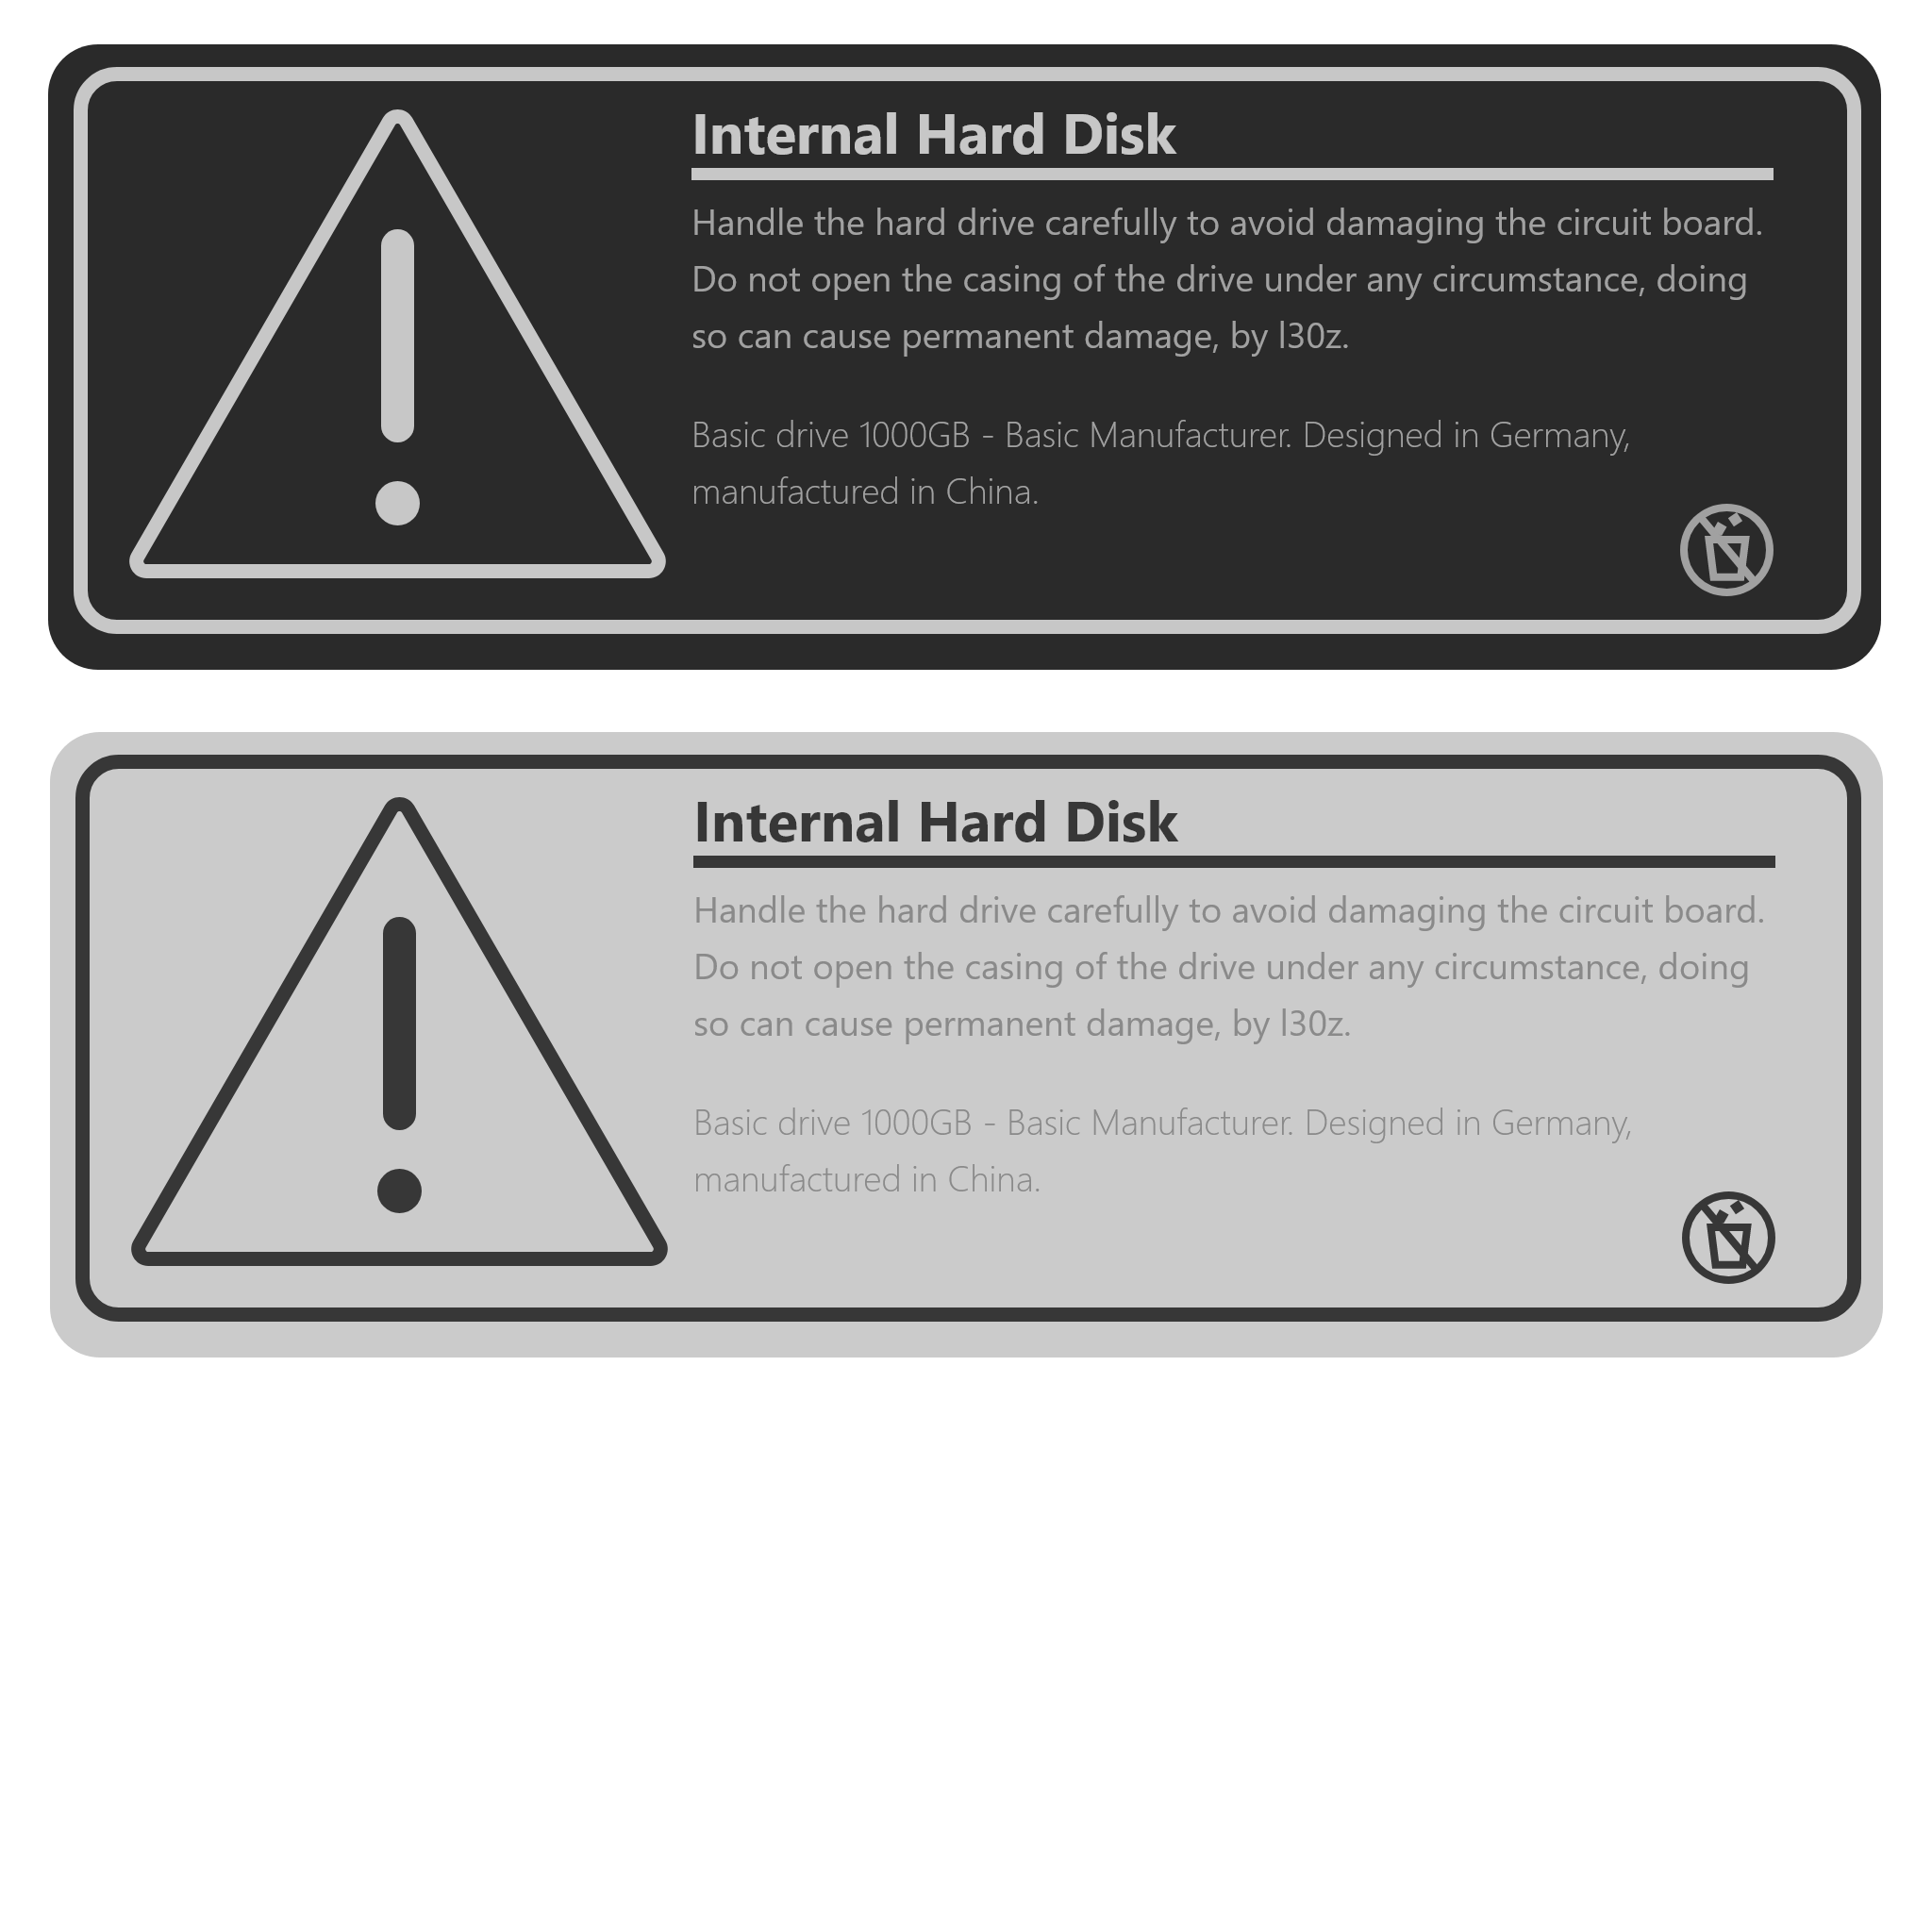 Internal Hard Disk
Handle the hard drive carefully to avoid damaging the circuit board.
Do not open the casing of the drive under any circumstance, doing
so can cause permanent damage, by l30z.
Basic drive 1000GB - Basic Manufacturer. Designed in Germany,
manufactured in China.
Internal Hard Disk
Handle the hard drive carefully to avoid damaging the circuit board.
Do not open the casing of the drive under any circumstance, doing
so can cause permanent damage, by l30z.
Basic drive 1000GB - Basic Manufacturer. Designed in Germany,
manufactured in China.